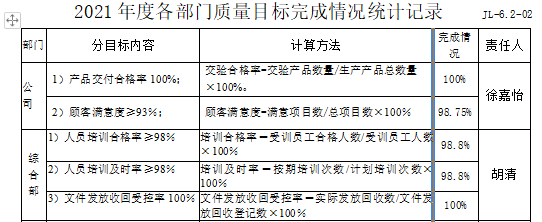 2021 年度各部门质量目标完成情况统计记录 JL-6.2-02
部门 分目标内容 计算方法 完成情况 责任人
公司
1）产品交付合格率 100%； 交验合格率=交验产品数量/生产产品总数量×100%。 100% 徐嘉怡
2）顾客满意度≥93%； 顾客满意度=满意项目数/总项目数×100% 98.75%
综合部
1）人员培训合格率≥98% 培训合格率＝受训员工合格人数/受训员工人数×100% 98.8% 胡清
2）人员培训及时率≥98% 培训及时率＝按期培训次数/计划培训次数×100% 98.8%
3）文件发放收回受控率 100% 文件发放收回受控率＝实际发放回收数/文件发放回收登记数×100% 100%